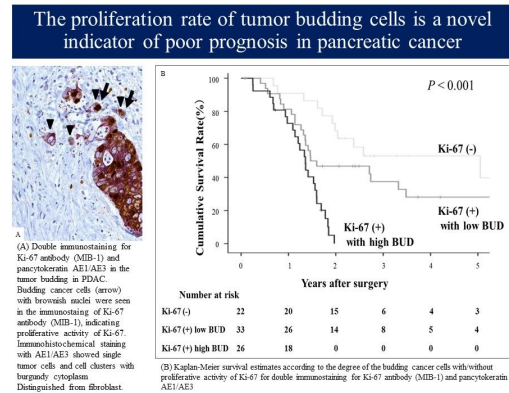 The proliferation rate of tumor budding cells is a novel
indicator of poor prognosis in pancreatic cancer
A
(A) Double immunostaining for
Ki-67 antibody (MIB-1) and
pancytokeratin AE1/AE3 in the
tumor budding in PDAC.
Budding cancer cells (arrow)
with brownish nuclei were seen
in the immunostaing of Ki-67
antibody (MIB-1), indicating
proliferative activity of Ki-67.
Immunohistochemical staining
with AE1/AE3 showed single
tumor cells and cell clusters with
burgundy cytoplasm
Distinguished from fibroblast.
B
Cumulative Survival Rate(%)
100
80
60
40
20
0
P < 0.001
Ki-67 (-)
Ki-67 (+)
with low BUD
Ki-67 (+)
with high BUD
0 1 2 3 4 5
Years after surgery
Number at risk
Ki-67 (-) 22 20 15 6 4 3
Ki-67 (+) low BUD 33 26 14 8 5 4
Ki-67 (+) high BUD 26 18 0 0 0 0
(B) Kaplan-Meier survival estimates according to the degree of the budding cancer cells with/without
proliferative activity of Ki-67 for double immunostaining for Ki-67 antibody (MIB-1) and pancytokeratin
AE1/AE3